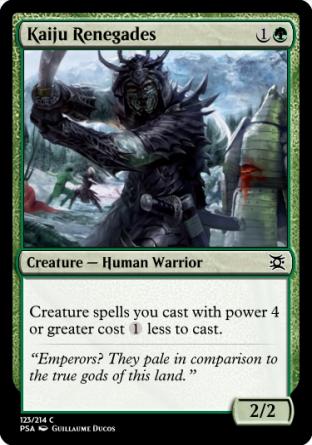 Kaiju Renegades 1
Creature — Human Warrior
Creature spells you cast with power 4
or greater cost 1 less to cast.
“Emperors? They pale in comparison to
the true gods of this land.”
2/2
123/214 C
PSA • Guillaume Ducos